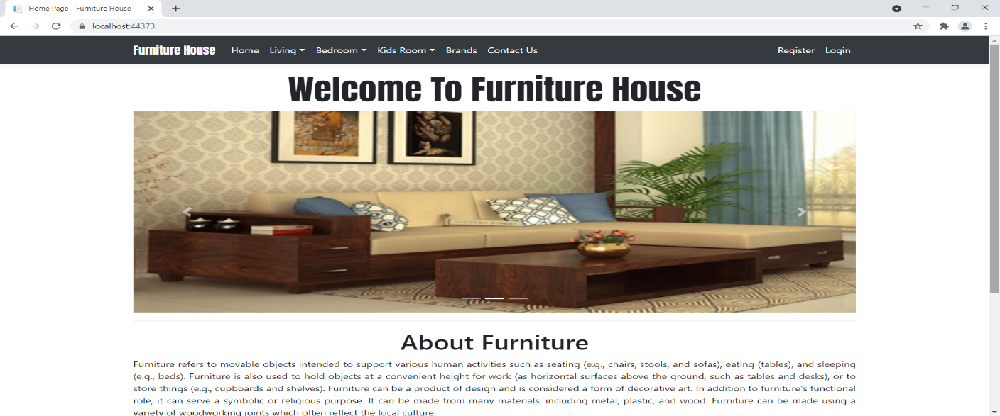 Home Page - Furniture House
localhost:44373
Furniture House Home Living Bedroom Kids Room Brands Contact Us Register Login
Welcome To Furniture House
About Furniture
Furniture refers to movable objects intended to support various human activities such as seating (e.g., chairs, stools, and sofas), eating (tables), and sleeping
(e.g., beds). Furniture is also used to hold objects at a convenient height for work (as horizontal surfaces above the ground, such as tables and desks), or to
store things (e.g., cupboards and shelves). Furniture can be a product of design and is considered a form of decorative art. In addition to furniture's functional
role, it can serve a symbolic or religious purpose. It can be made from many materials, including metal, plastic, and wood. Furniture can be made using a
variety of woodworking joints which often reflect the local culture.